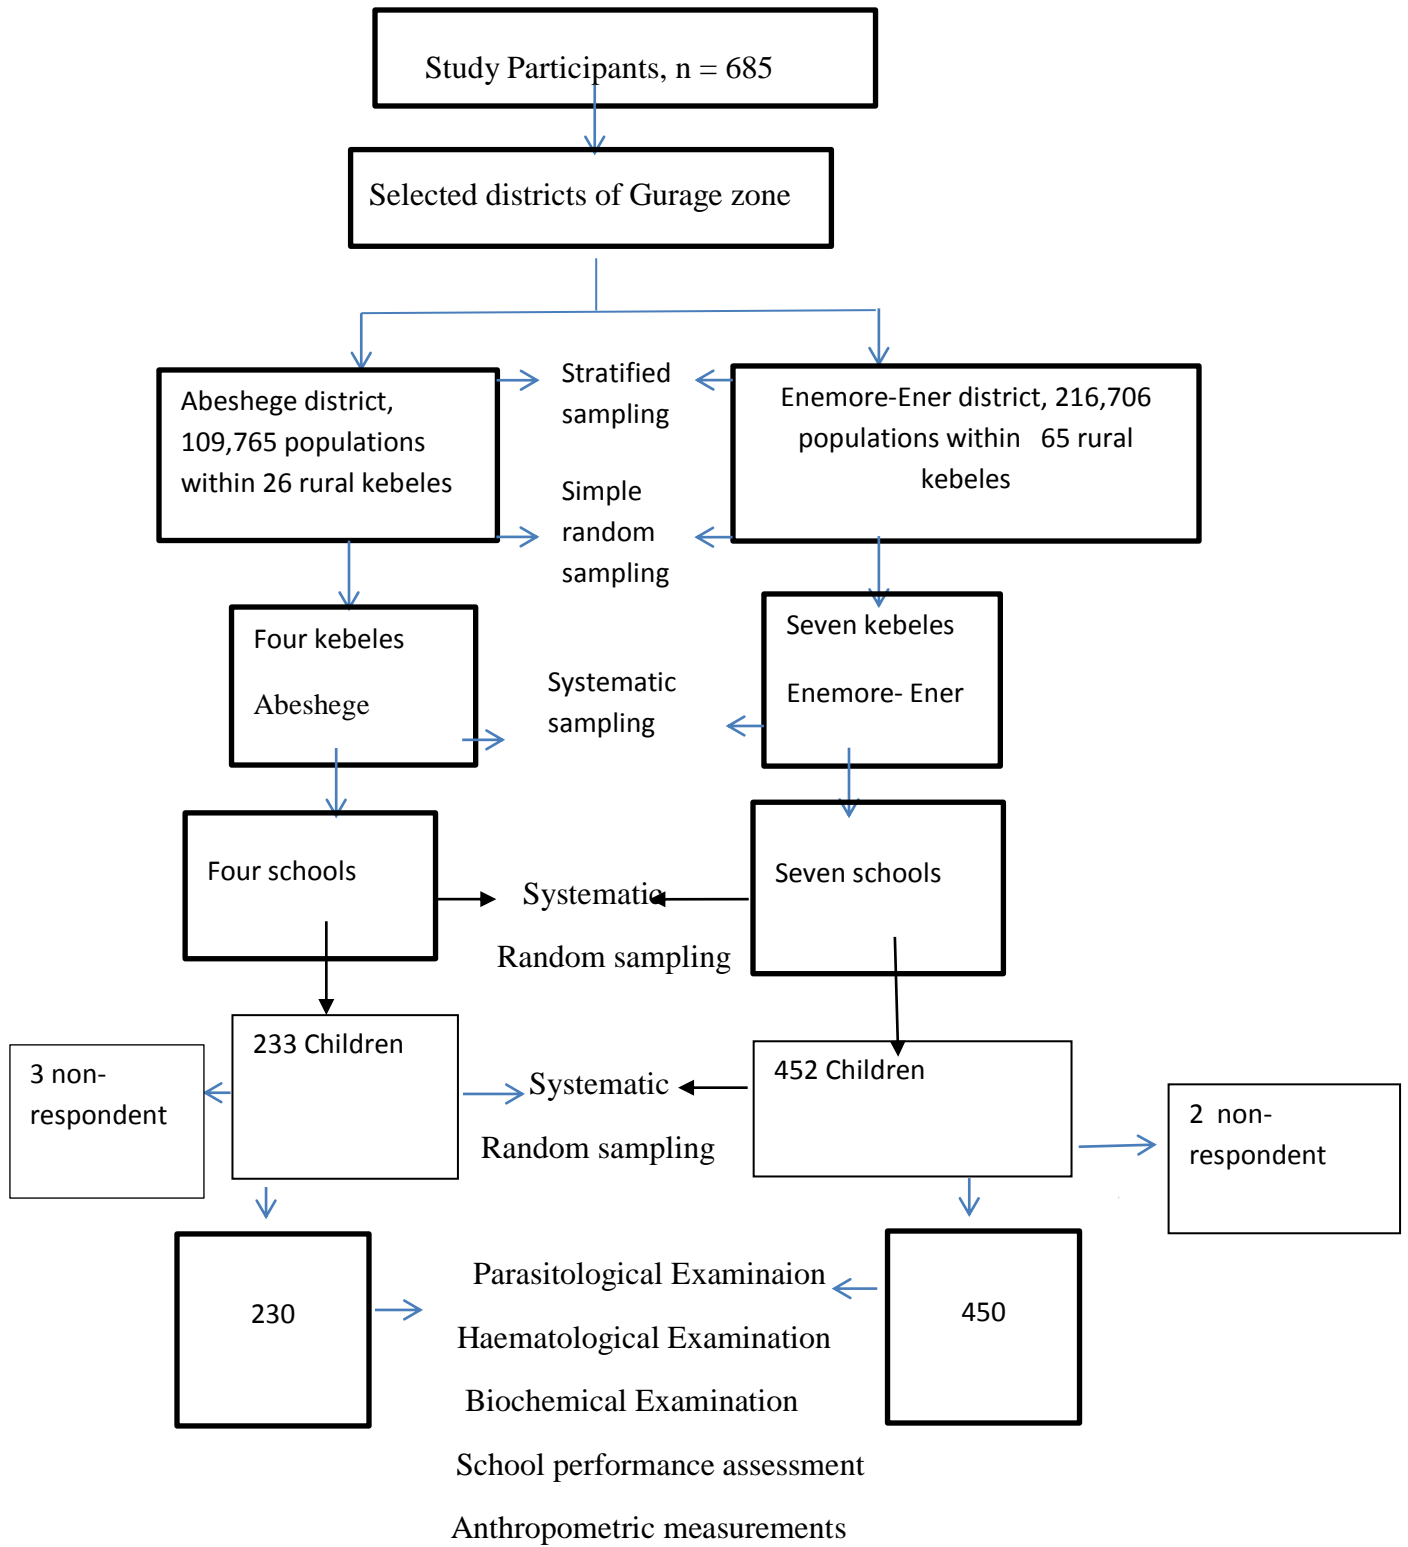 Study Participants, n = 685
Selected districts of Gurage zone
Abeshege district,
109,765 populations
within 26 rural kebeles
Stratified
sampling
Enemore-Ener district, 216,706
populations within 65 rural
kebeles
Simple
random
sampling
Four kebeles
Abeshege
Systematic
sampling
Seven kebeles
Enemore- Ener
Four schools
Systematic
Random sampling
Seven schools
3 non-
respondent
233 Children
Systematic
Random sampling
452 Children
2 non-
respondent
230
Parasitological Examinaion
Haematological Examination
Biochemical Examination
School performance assessment
Anthropometric measurements
450